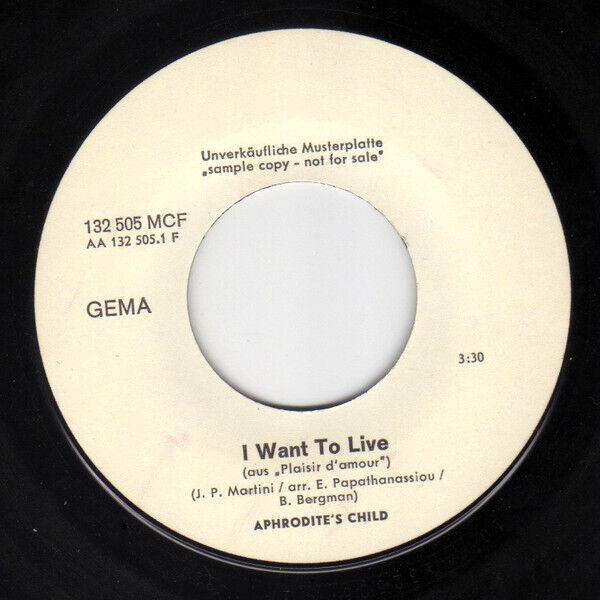 Unverkäufliche Musterplatte
„sample copy - not for sale"
132 505 MCF
AA 132 505.1 F
GEMA
3:30
I Want To Live
(aus „Plaisir d'amour")
(J. P. Martini / arr. E. Papathanassiou /
B. Bergman)
APHRODITE'S CHILD